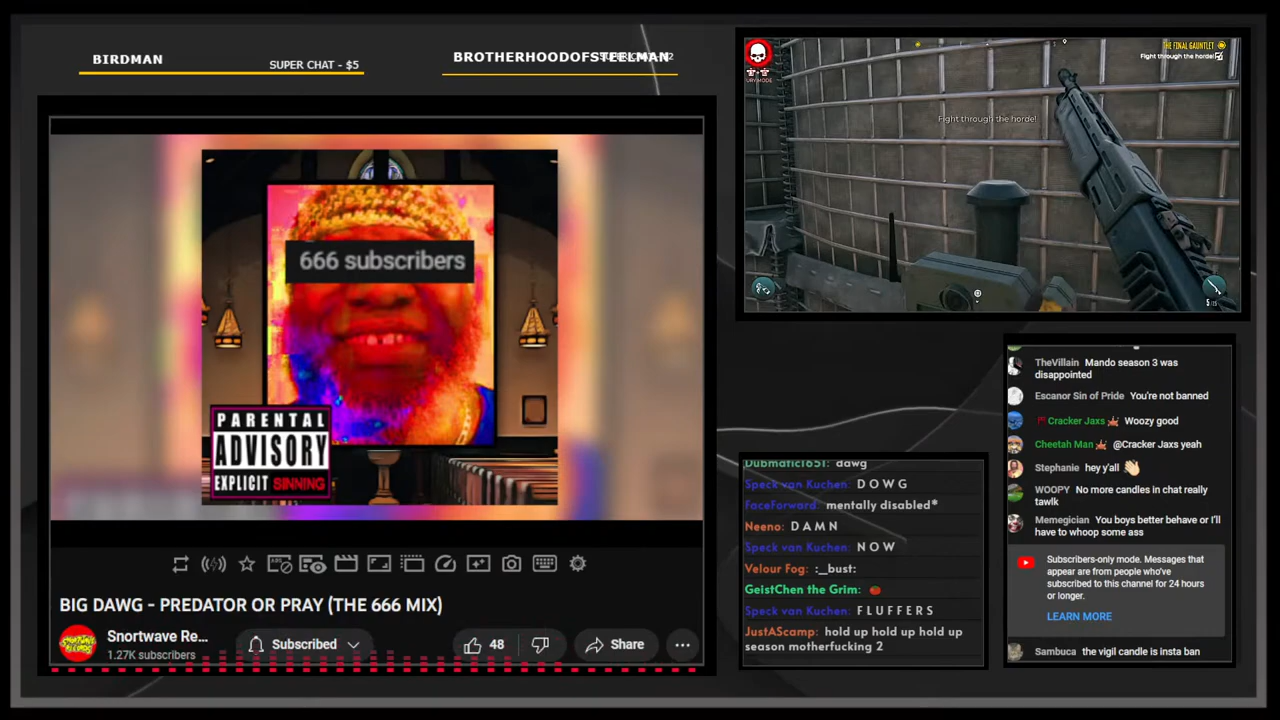 BIRDMAN
SUPER CHAT - $5
BROTHERHOODOFSTEELMAN
666 subscribers
PARENTAL
ADVISORY
EXPLICIT SINNING
BIG DAWG - PREDATOR OR PRAY (THE 666 MIX)
Snortwave Re...
1.27K subscribers
Subscribed
48
Share
THE FINAL GAUNTLET
Fight through the horde!
Fight through the horde!
Dubmatic1651: dawg
Speck van Kuchen: D O W G
FaceForward: mentally disabled*
Neeno: D A M N
Speck van Kuchen: N O W
Velour Fog: :_bust:
GeistChen the Grim: 🍅
Speck van Kuchen: F L U F F E R S
JustAScamp: hold up hold up hold up
season motherfucking 2
TheVillain Mando season 3 was
disappointed
Escanor Sin of Pride You're not banned
Cracker Jaxs Woozy good
Cheetah Man @Cracker Jaxs yeah
Stephanie hey y'all 👋
WOOPY No more candles in chat really
tawlk
Memegician You boys better behave or I'll
have to whoop some ass
Subscribers-only mode. Messages that
appear are from people who've
subscribed to this channel for 24 hours
or longer.
LEARN MORE
Sambuca the vigil candle is insta ban